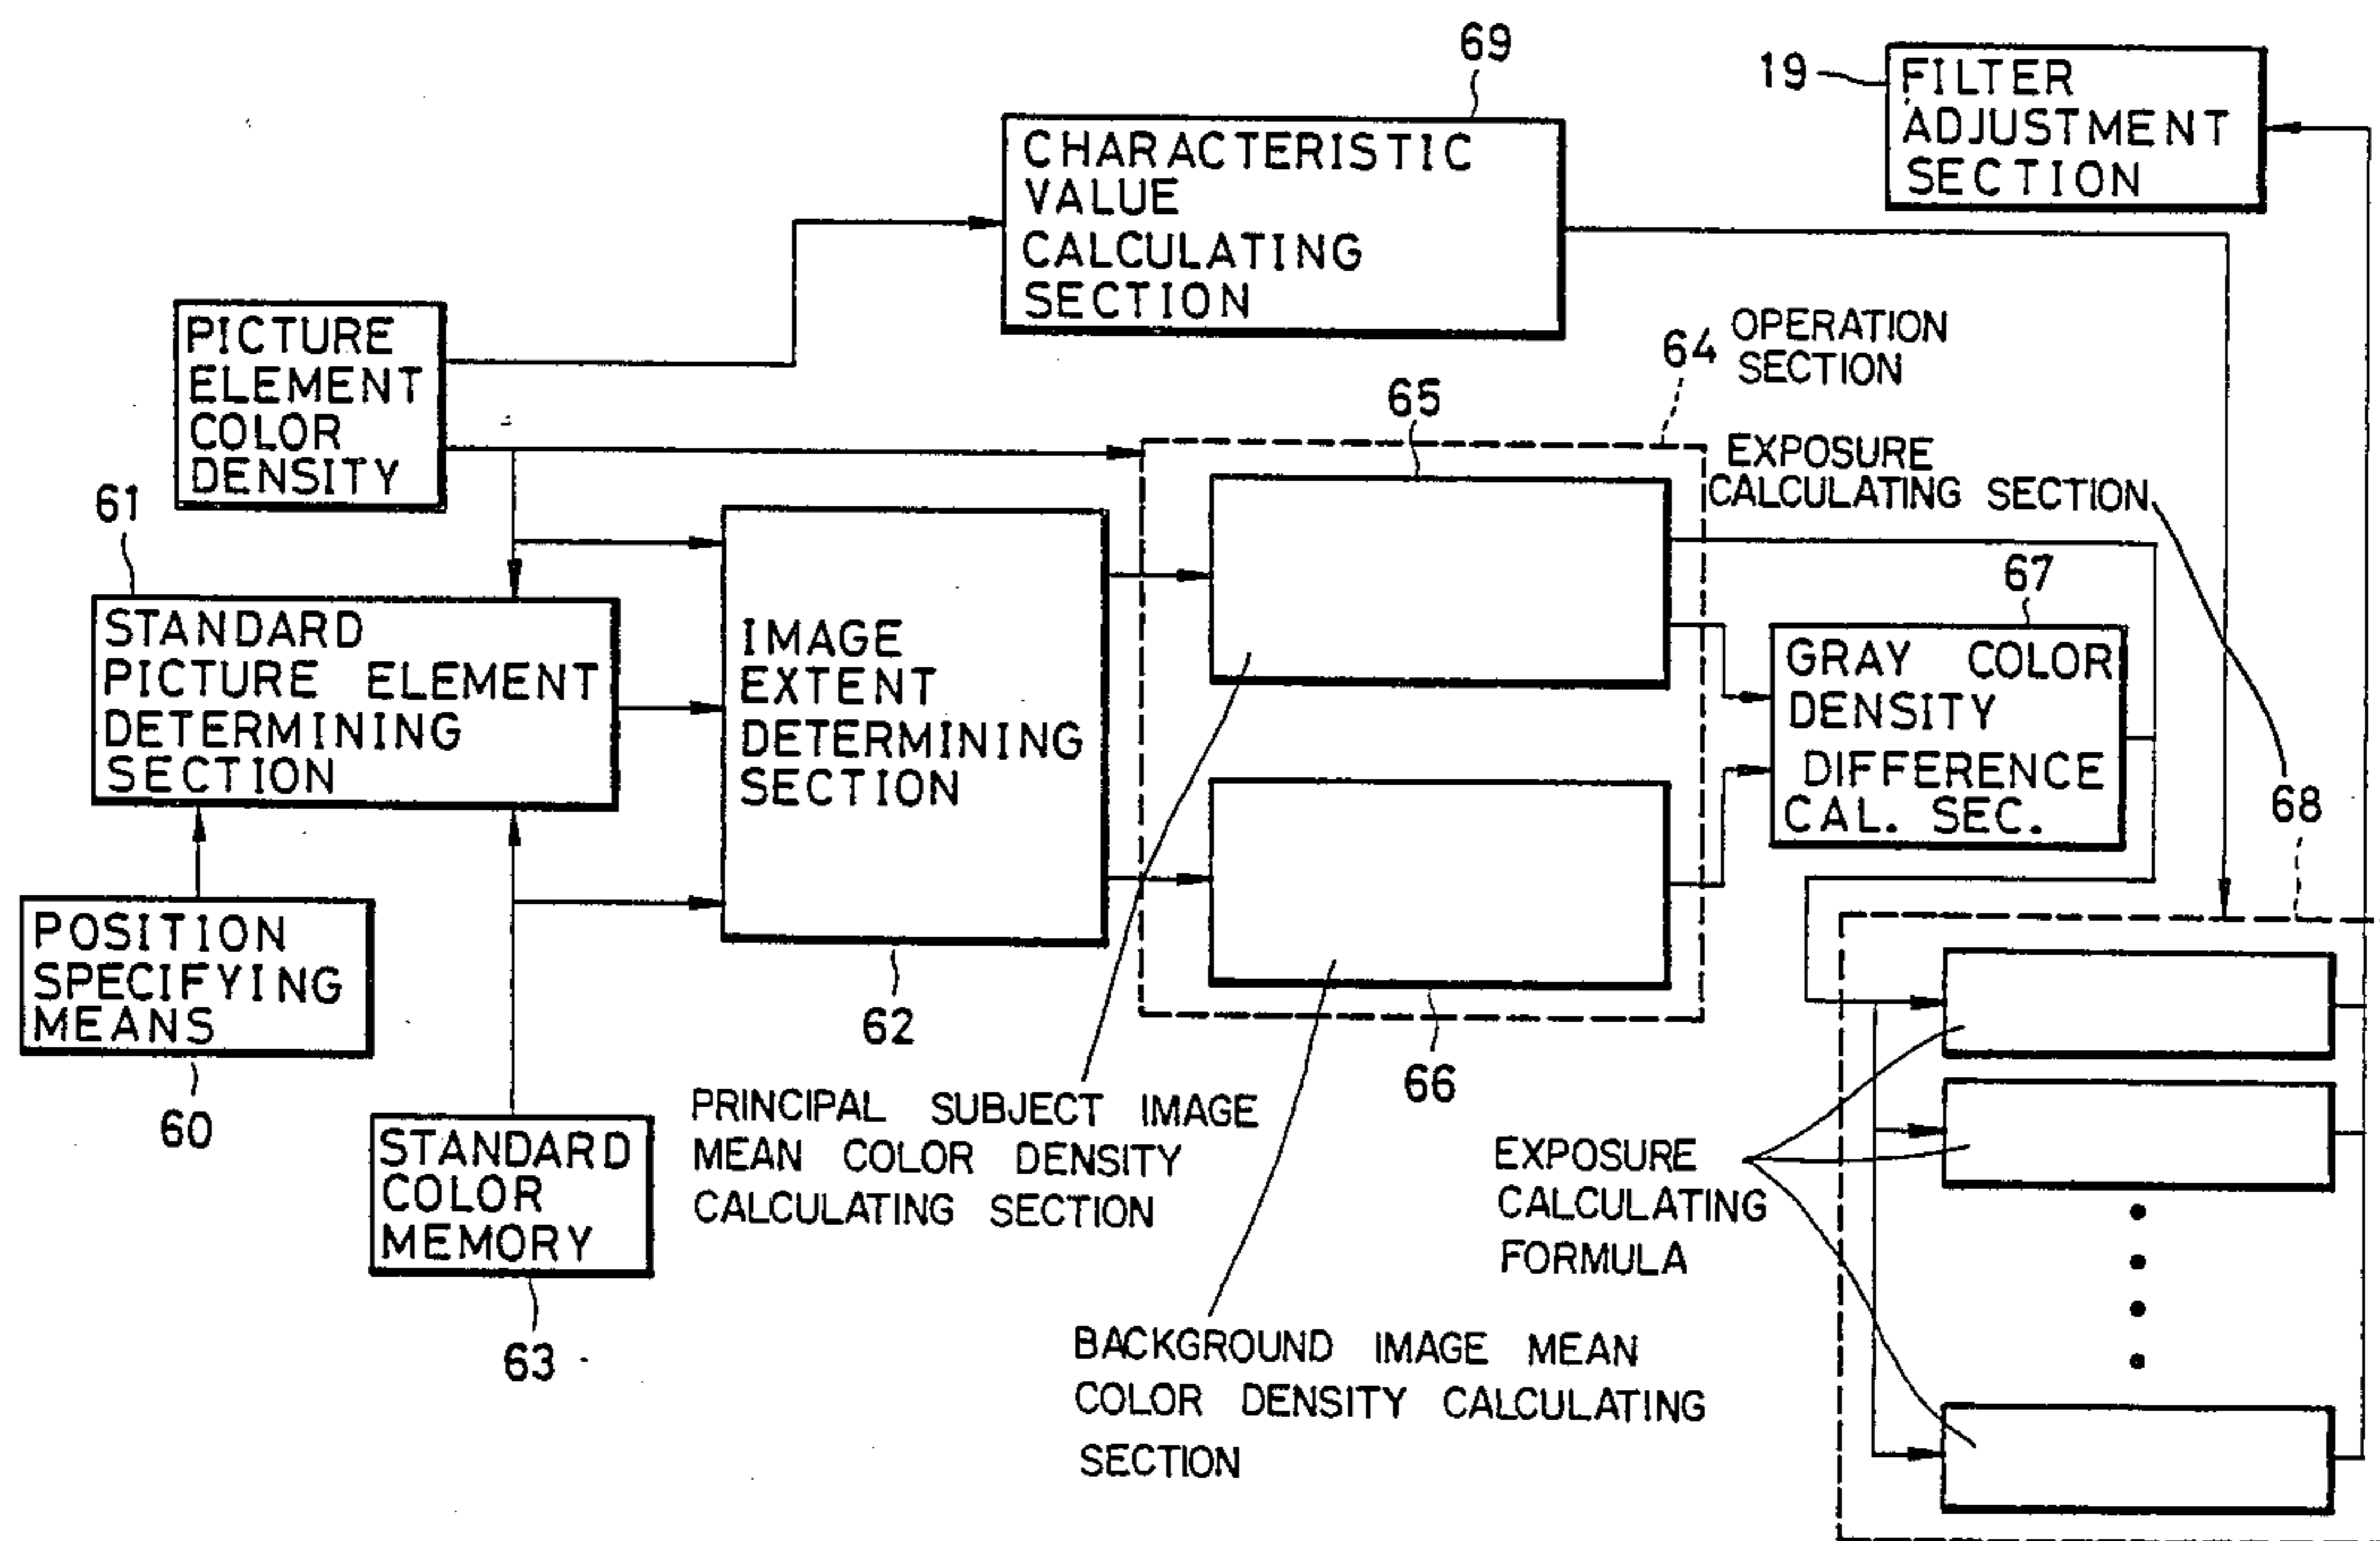 69
19
FILTER
ADJUSTMENT
SECTION
CHARACTERISTIC
VALUE
CALCULATING
SECTION
PICTURE
ELEMENT
COLOR
DENSITY
64
OPERATION
SECTION
65
EXPOSURE
CALCULATING SECTION
61
67
STANDARD
PICTURE ELEMENT
DETERMINING
SECTION
IMAGE
EXTENT
DETERMINING
SECTION
GRAY COLOR
DENSITY
DIFFERENCE
CAL. SEC.
68
POSITION
SPECIFYING
MEANS
62
66
60
STANDARD
COLOR
MEMORY
63
PRINCIPAL SUBJECT IMAGE
MEAN COLOR DENSITY
CALCULATING SECTION
EXPOSURE
CALCULATING
FORMULA
BACKGROUND IMAGE MEAN
COLOR DENSITY CALCULATING
SECTION